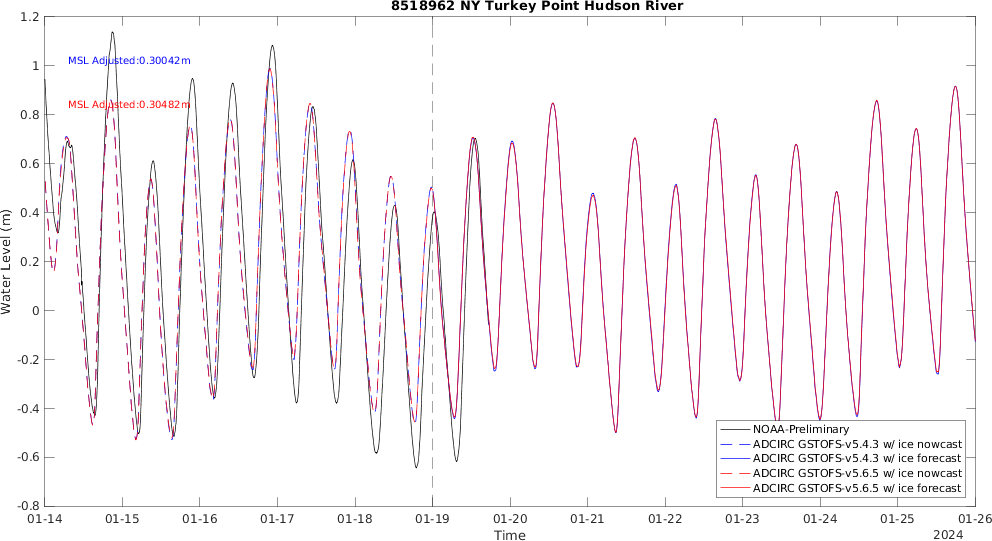 8518962 NY Turkey Point Hudson River
MSL Adjusted:0.30042m
MSL Adjusted:0.30482m
Water Level (m)
1.2
1
0.8
0.6
0.4
0.2
0
-0.2
-0.4
-0.6
-0.8
NOAA-Preliminary
ADCIRC GSTOFS-v5.4.3 w/ ice nowcast
ADCIRC GSTOFS-v5.4.3 w/ ice forecast
ADCIRC GSTOFS-v5.6.5 w/ ice nowcast
ADCIRC GSTOFS-v5.6.5 w/ ice forecast
01-14 01-15 01-16 01-17 01-18 01-19 01-20 01-21 01-22 01-23 01-24 01-25 01-26
Time
2024